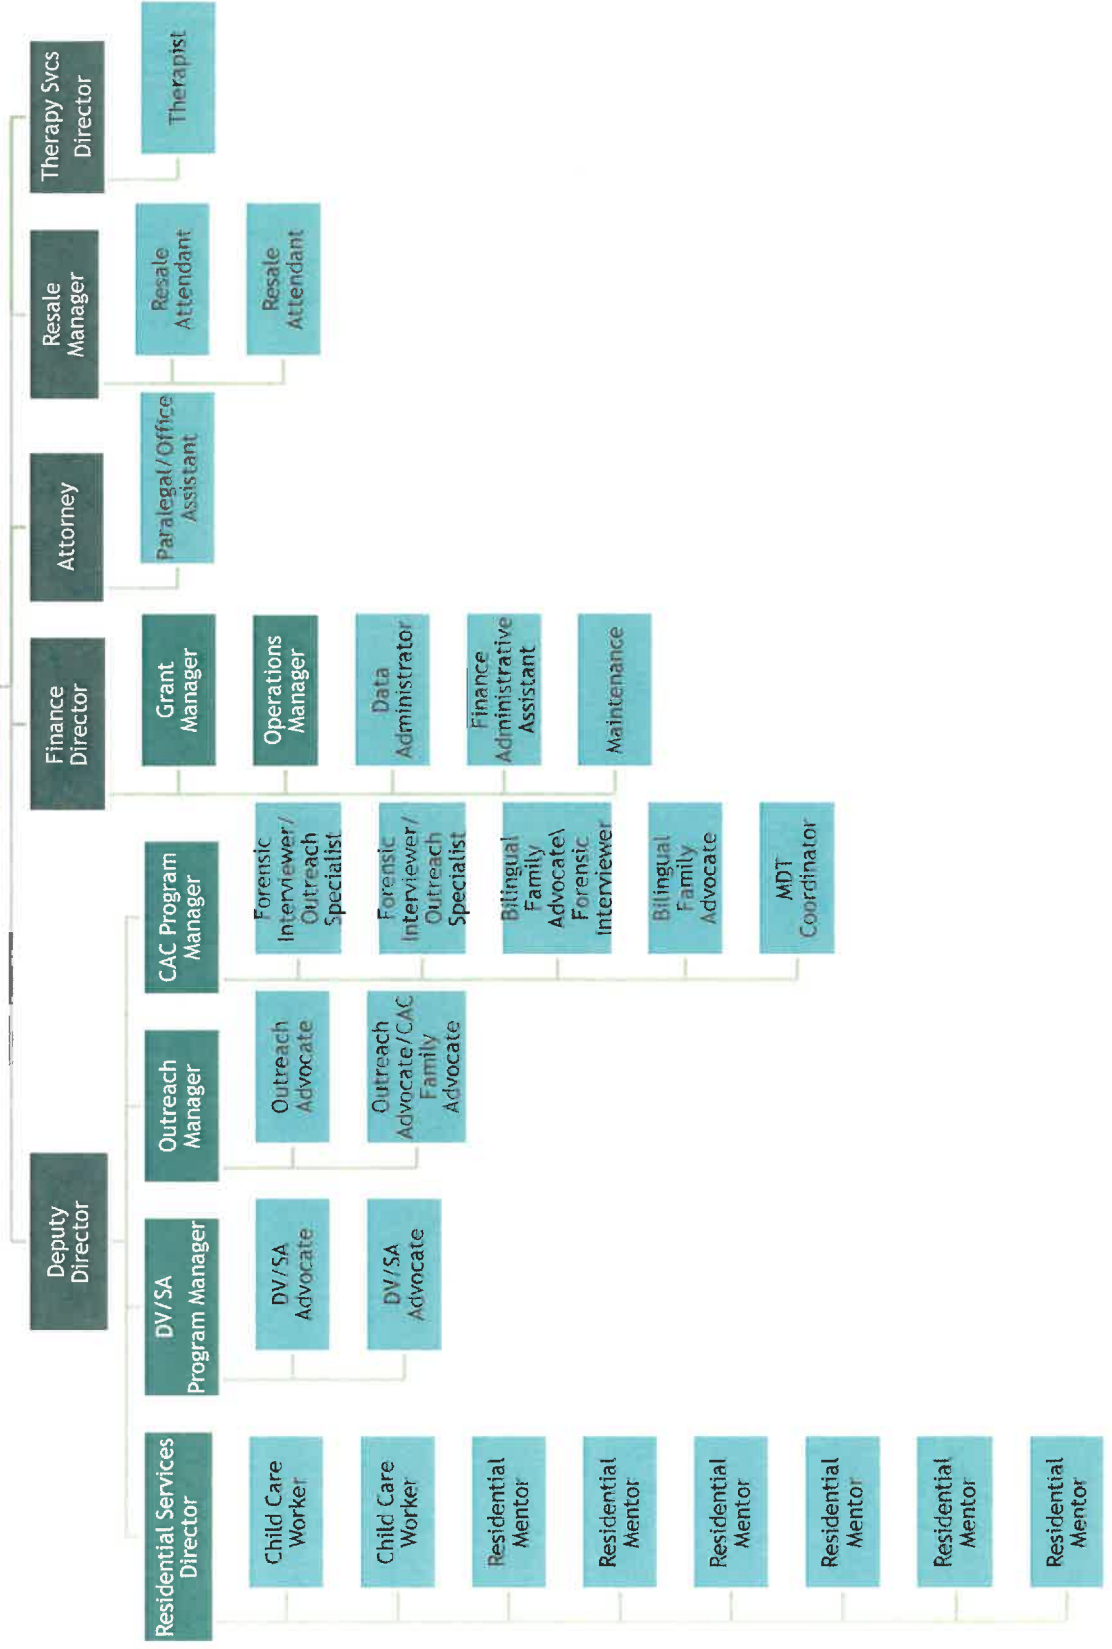 Deputy
Director
Finance
Director
Attorney
Resale
Manager
Therapy Svcs
Director
Residential Services
Director
DV/SA
Program Manager
Outreach
Manager
CAC Program
Manager
Grant
Manager
Operations
Manager
Data
Administrator
Finance
Administrative
Assistant
Maintenance
Paralegal/Office
Assistant
Resale
Attendant
Resale
Attendant
Therapist
Child Care
Worker
Child Care
Worker
Residential
Mentor
Residential
Mentor
Residential
Mentor
Residential
Mentor
Residential
Mentor
Residential
Mentor
DV/SA
Advocate
DV/SA
Advocate
Outreach
Advocate
Outreach
Advocate/CAC
Family
Advocate
Forensic
Interviewer/
Outreach
Specialist
Forensic
Interviewer/
Outreach
Specialist
Bilingual
Family
Advocate\
Forensic
Interviewer
Bilingual
Family
Advocate
MDT
Coordinator